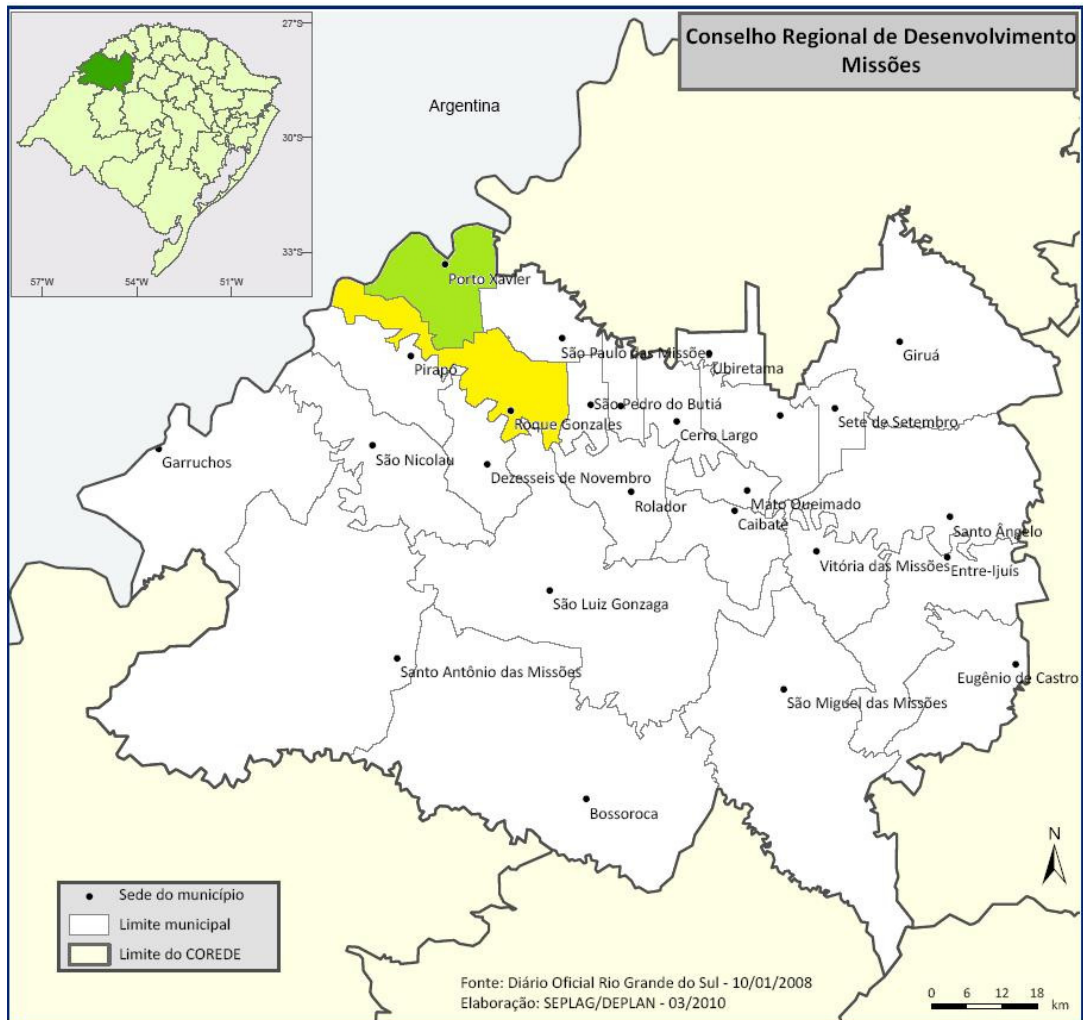 Conselho Regional de Desenvolvimento
Missões
27°S
30°S
33°S
57°W
54°W
51°W
Argentina
Porto Xavier
São Paulo das Missões
Ubiretama
Giruá
Pirapó
Roque Gonzales
São Pedro do Butiá
Cerro Largo
Sete de Setembro
Garruchos
São Nicolau
Dezesseis de Novembro
Rolador
Mato Queimado
Caibaté
Santo Ângelo
Vitória das Missões
Entre-Ijuís
São Luiz Gonzaga
Santo Antônio das Missões
Eugênio de Castro
São Miguel das Missões
Bossoroca
N
Sede do município
Limite municipal
Limite do COREDE
Fonte: Diário Oficial Rio Grande do Sul - 10/01/2008
Elaboração: SEPLAG/DEPLAN - 03/2010
0 6 12 18
km